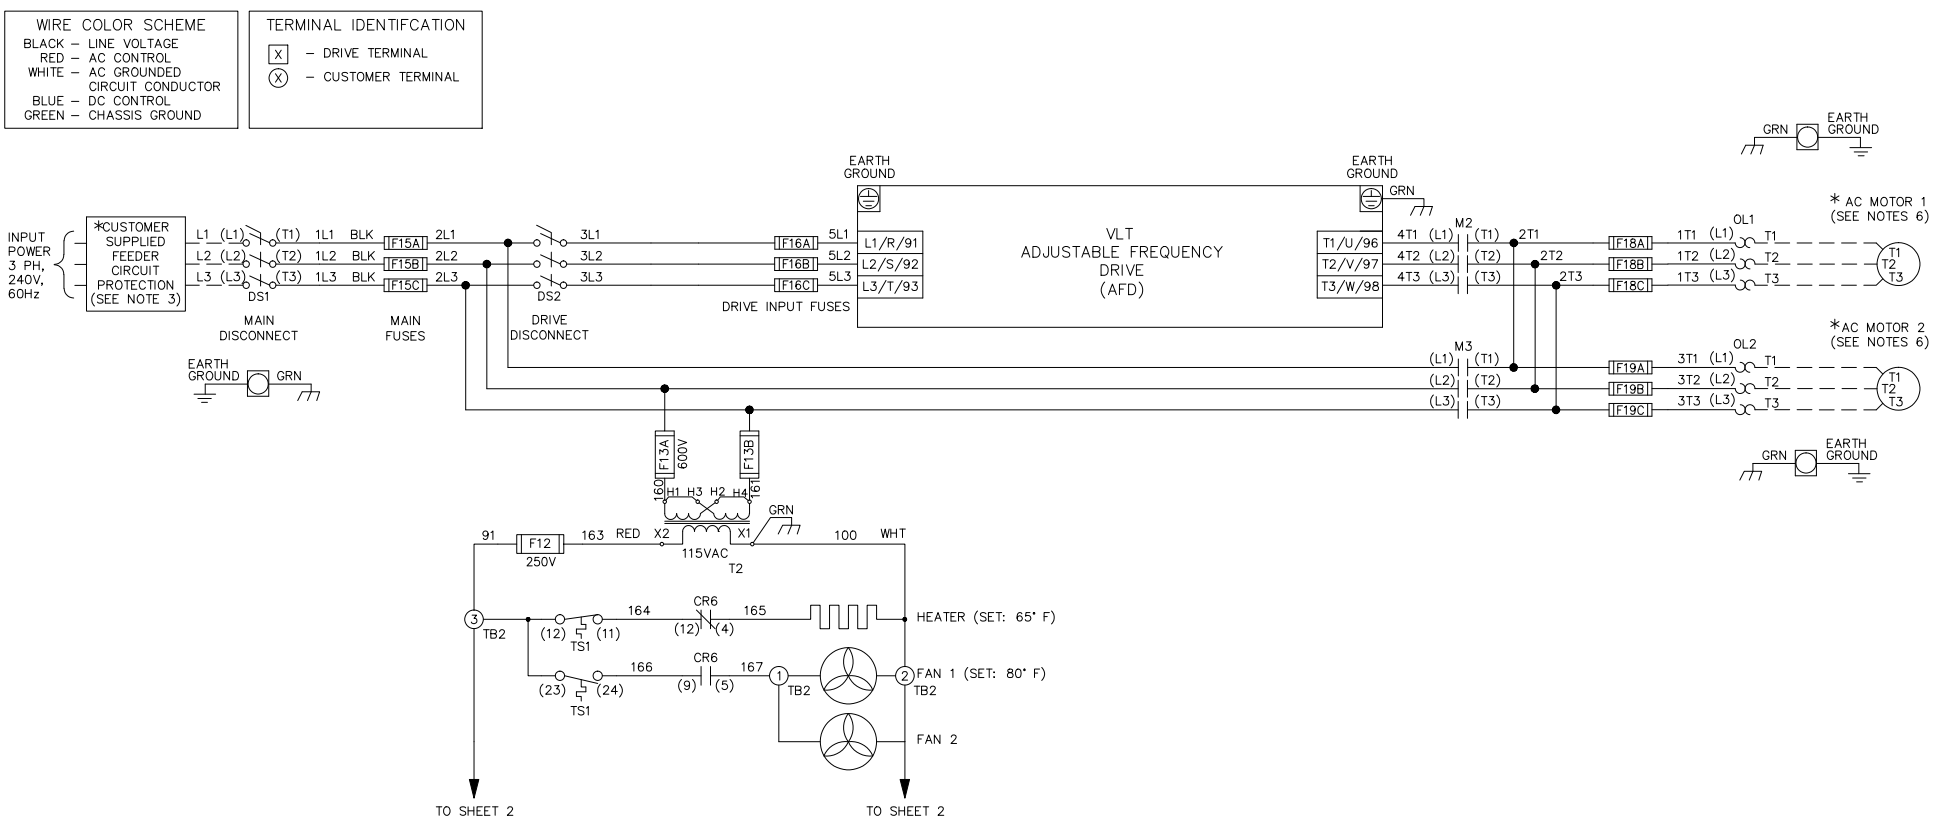 WIRE COLOR SCHEME
BLACK – LINE VOLTAGE
RED – AC CONTROL
WHITE – AC GROUNDED
CIRCUIT CONDUCTOR
BLUE – DC CONTROL
GREEN – CHASSIS GROUND
TERMINAL IDENTIFCATION
X – DRIVE TERMINAL
X – CUSTOMER TERMINAL
GRN
EARTH
GROUND
EARTH
GROUND
EARTH
GROUND
GRN
INPUT
POWER
3 PH,
240V,
60Hz
*CUSTOMER
SUPPLIED
FEEDER
CIRCUIT
PROTECTION
(SEE NOTE 3)
L1 (L1) (T1) 1L1 BLK F15A 2L1 3L1 F16A 5L1 L1/R/91
L2 (L2) (T2) 1L2 BLK F15B 2L2 3L2 F16B 5L2 L2/S/92
L3 (L3) (T3) 1L3 BLK F15C 2L3 3L3 F16C 5L3 L3/T/93
DS1
DS2
MAIN
DISCONNECT
MAIN
FUSES
DRIVE
DISCONNECT
DRIVE INPUT FUSES
VLT
ADJUSTABLE FREQUENCY
DRIVE
(AFD)
M2
OL1
T1/U/96 4T1 (L1) (T1) 2T1 F18A 1T1 (L1) T1
T2/V/97 4T2 (L2) (T2) 2T2 F18B 1T2 (L2) T2
T3/W/98 4T3 (L3) (T3) 2T3 F18C 1T3 (L3) T3
* AC MOTOR 1
(SEE NOTES 6)
T1
T2
T3
EARTH
GROUND
GRN
M3
OL2
(L1) (T1) F19A 3T1 (L1) T1
(L2) (T2) F19B 3T2 (L2) T2
(L3) (T3) F19C 3T3 (L3) T3
*AC MOTOR 2
(SEE NOTES 6)
T1
T2
T3
GRN
EARTH
GROUND
F13A
600V
F13B
160
161
H1 H3 H2 H4
GRN
91 F12 163 RED X2 X1 100 WHT
250V
115VAC
T2
3
TB2
CR6
164 165
(12) (11) (12) (4)
TS1
HEATER (SET: 65° F)
CR6
166 167
(23) (24) (9) (5)
TS1
1
TB2
2
TB2
FAN 1 (SET: 80° F)
FAN 2
TO SHEET 2
TO SHEET 2